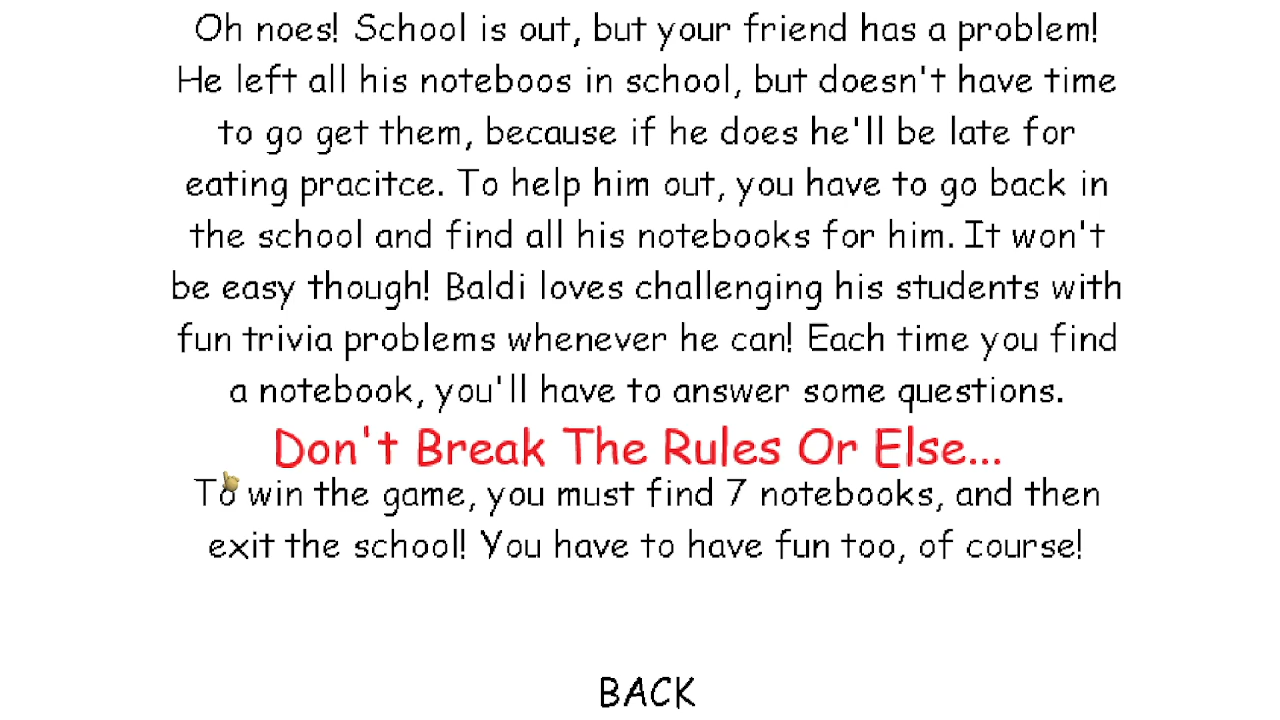 Oh noes! School is out, but your friend has a problem!
He left all his noteboos in school, but doesn't have time
to go get them, because if he does he'll be late for
eating pracitce. To help him out, you have to go back in
the school and find all his notebooks for him. It won't
be easy though! Baldi loves challenging his students with
fun trivia problems whenever he can! Each time you find
a notebook, you'll have to answer some questions.
Don't Break The Rules Or Else...
To win the game, you must find 7 notebooks, and then
exit the school! You have to have fun too, of course!
BACK